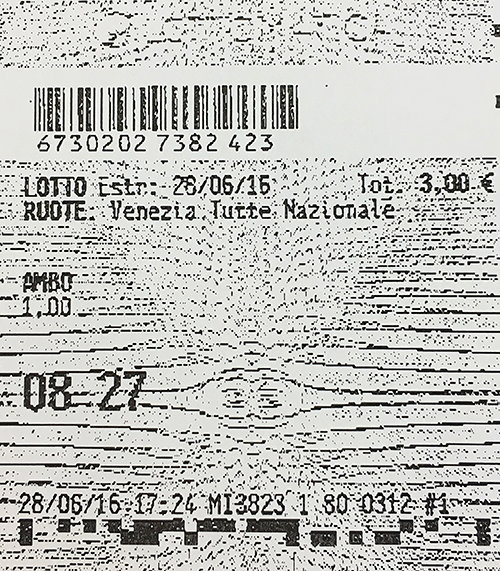 6730202 7382 423
LOTTO Estr: 28/06/16 Tot. 3,00 €
RUOTE: Venezia Tutte Nazionale
AMBO
1,00
08 27
28/06/16 17:24 MI3823 1 80 0312 #1